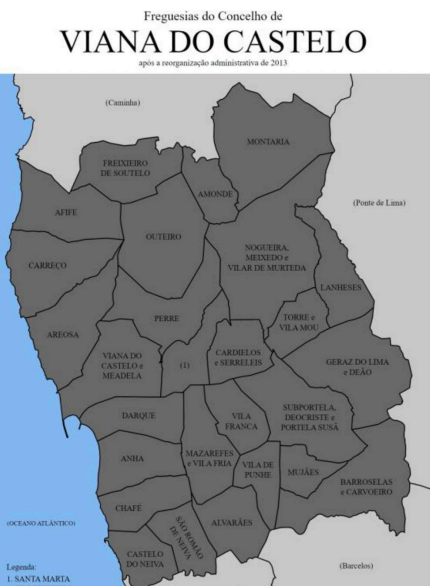 Freguesias do Concelho de
VIANA DO CASTELO
após a reorganização administrativa de 2013
(Caminha)
MONTARIA
FREIXIEIRO
DE SOUTELO
AMONDE
(Ponte de Lima)
AFIFE
OUTEIRO
NOGUEIRA,
MEIXEDO e
VILAR DE MURTEDA
CARREÇO
LANHESES
PERRE
TORRE e
VILA MOU
AREOSA
VIANA DO
CASTELO e
MEADELA
(1)
CARDIELOS
e SERRELEIS
GERAZ DO LIMA
e DEÃO
DARQUE
VILA
FRANCA
SUBPORTELA,
DEOCRISTE e
PORTELA SUSÃ
ANHA
MAZAREFES
e VILA FRIA
VILA DE
PUNHE
MUJÃES
BARROSELAS
e CARVOEIRO
CHAFÉ
SÃO ROMÃO
DE NEIVA
ALVARÃES
(OCEANO ATLÂNTICO)
CASTELO
DO NEIVA
(Barcelos)
Legenda:
1. SANTA MARTA